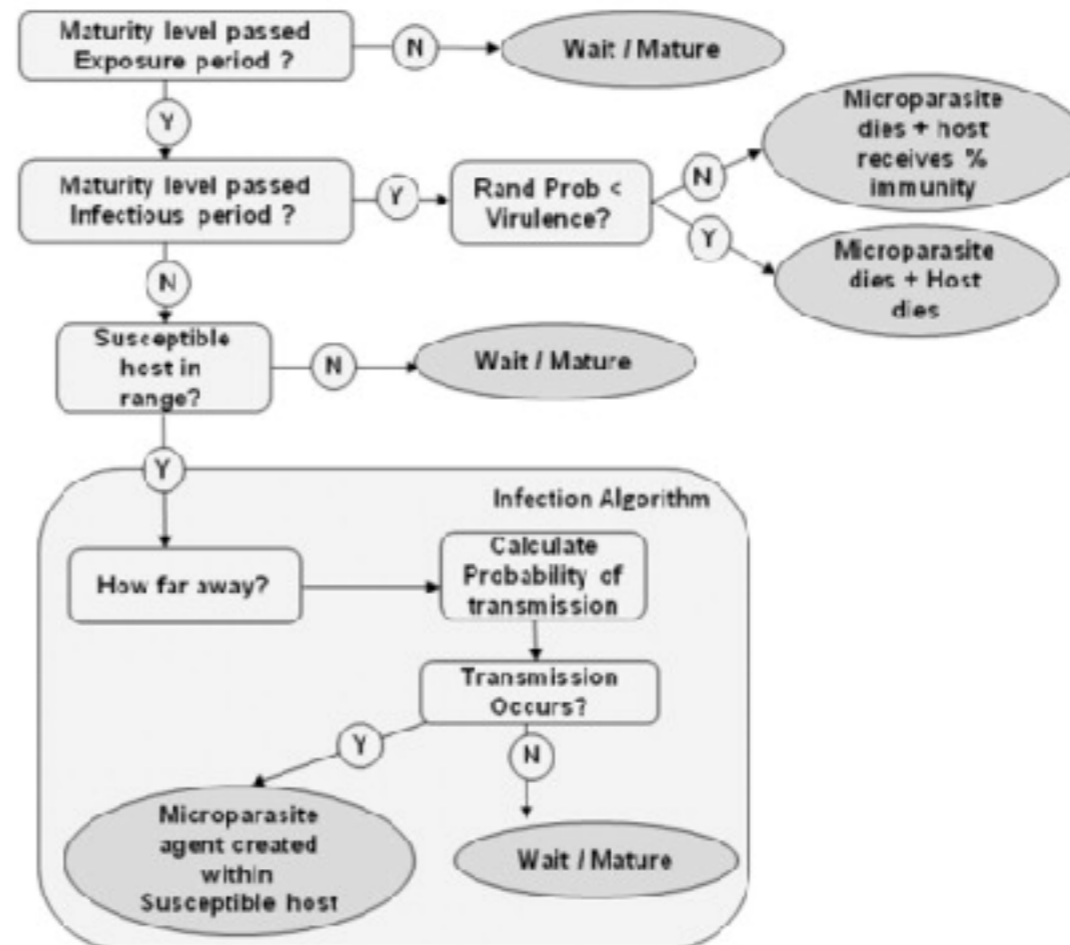 Maturity level passed
Exposure period ?
N
Wait / Mature
Y
Maturity level passed
Infectious period ?
Y
Rand Prob <
Virulence?
N
Microparasite
dies + host
receives %
immunity
Y
Microparasite
dies + Host
dies
N
Susceptible
host in
range?
N
Wait / Mature
Y
Infection Algorithm
How far away?
Calculate
Probability of
transmission
Transmission
Occurs?
Y
N
Microparasite
agent created
within
Susceptible host
Wait / Mature